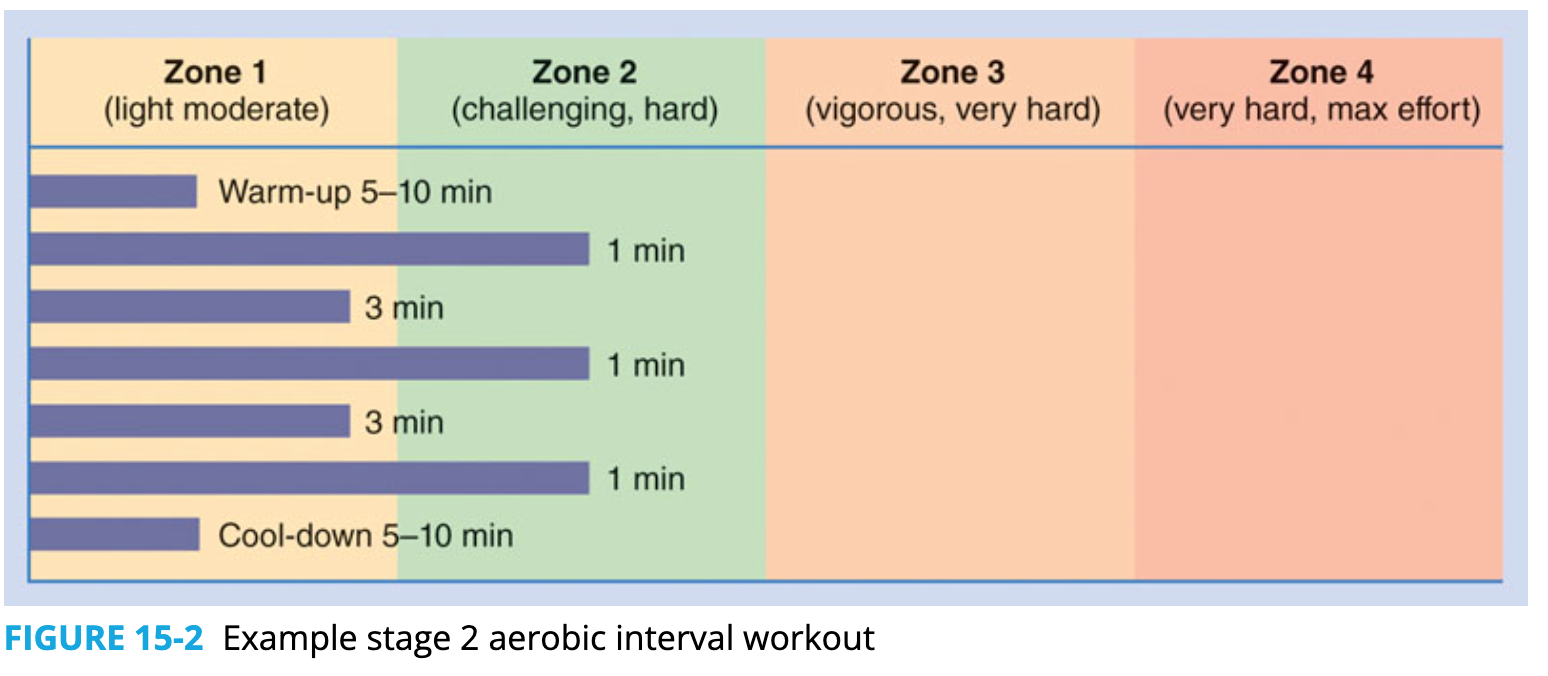 Zone 1
(light moderate)
Zone 2
(challenging, hard)
Zone 3
(vigorous, very hard)
Zone 4
(very hard, max effort)
Warm-up 5–10 min
1 min
3 min
1 min
3 min
1 min
Cool-down 5–10 min
FIGURE 15-2 Example stage 2 aerobic interval workout